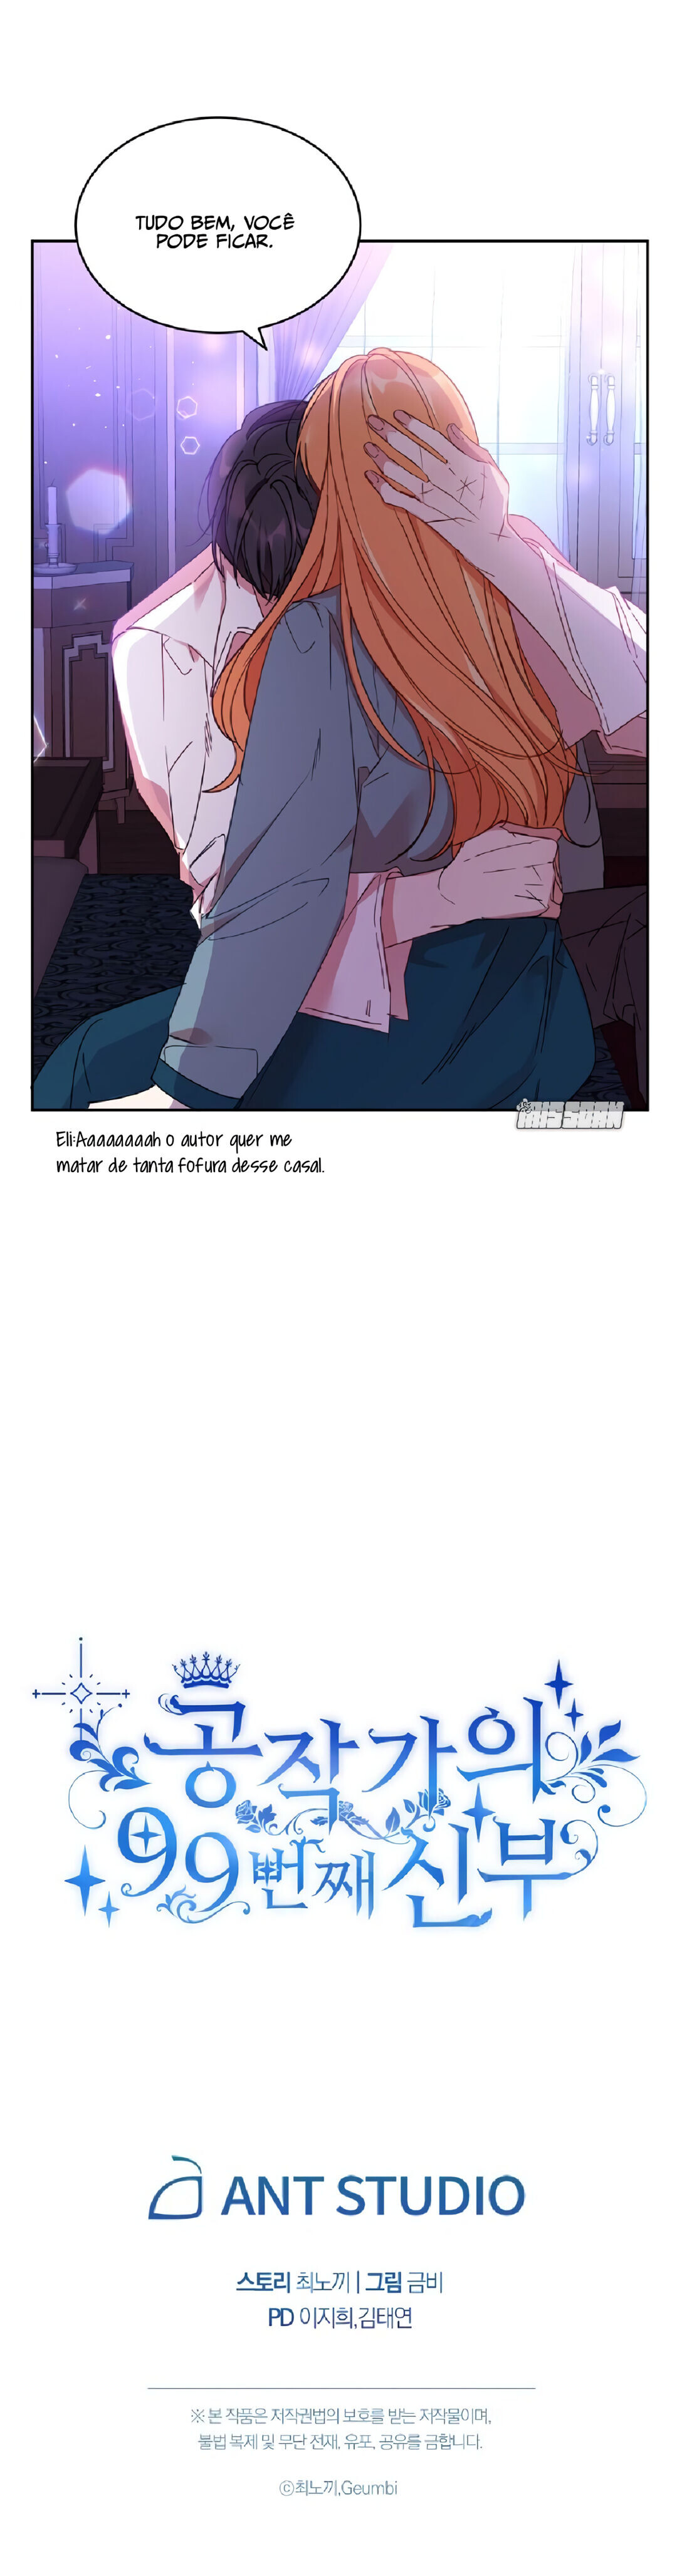 TUDO BEM, VOCÊ
PODE FICAR.
Eli:Aaaaaaaah o autor quer me
matar de tanta fofura desse casal.
공작가의
99번째 신부
ANT STUDIO
스토리 최노끼 | 그림 금비
PD 이지희,김태연
※ 본 작품은 저작권법의 보호를 받는 저작물이며,
불법 복제 및 무단 전재, 유포, 공유를 금합니다.
ⓒ최노끼,Geumbi